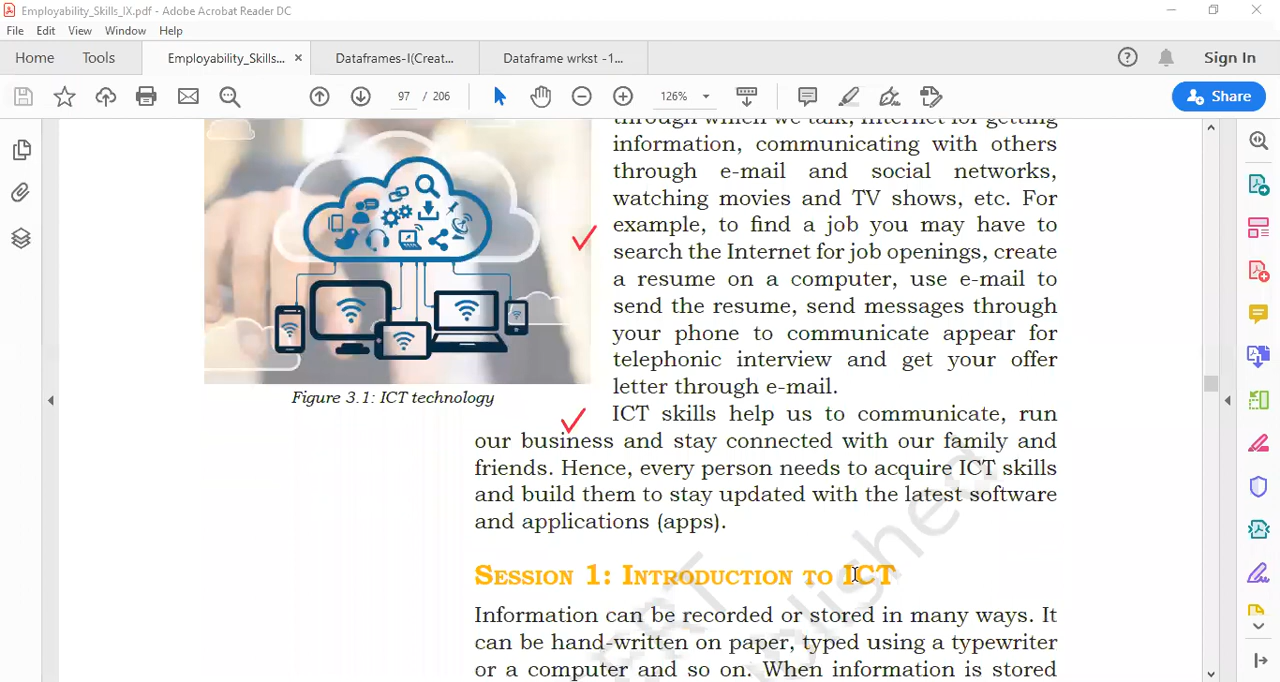 Employability_Skills_IX.pdf - Adobe Acrobat Reader DC
File Edit View Window Help
Home Tools Employability_Skills... × Dataframes-I(Creat... Dataframe wrkst -1... Sign In
97 / 206 126% Share
through which we talk, Internet for getting
information, communicating with others
through e-mail and social networks,
watching movies and TV shows, etc. For
example, to find a job you may have to
search the Internet for job openings, create
a resume on a computer, use e-mail to
send the resume, send messages through
your phone to communicate appear for
telephonic interview and get your offer
letter through e-mail.
Figure 3.1: ICT technology
ICT skills help us to communicate, run
our business and stay connected with our family and
friends. Hence, every person needs to acquire ICT skills
and build them to stay updated with the latest software
and applications (apps).
Session 1: Introduction to ICT
Information can be recorded or stored in many ways. It
can be hand-written on paper, typed using a typewriter
or a computer and so on. When information is stored